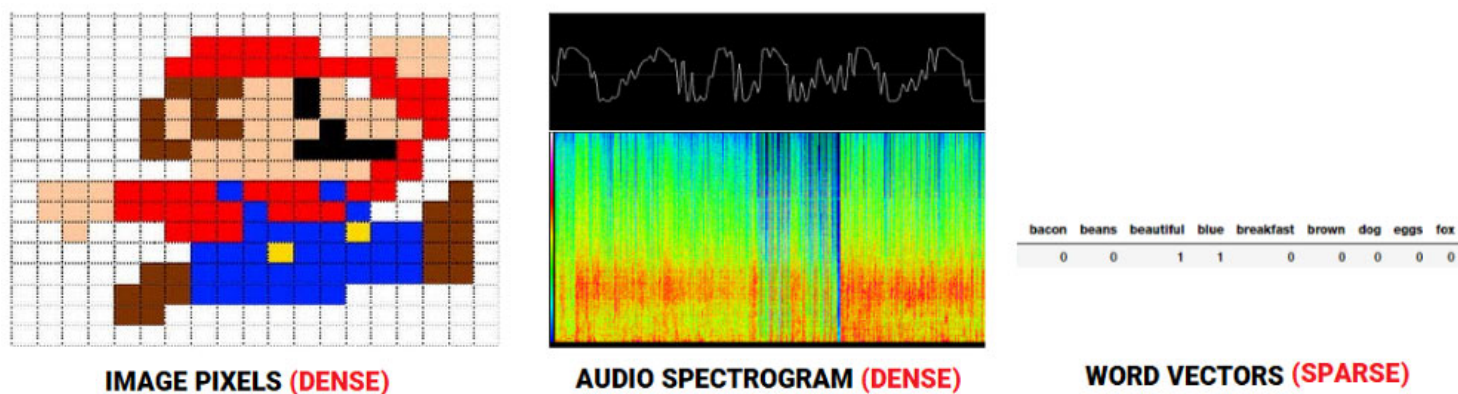 bacon beans beautiful blue breakfast brown dog eggs fox
0 0 1 1 0 0 0 0 0
IMAGE PIXELS (DENSE)
AUDIO SPECTROGRAM (DENSE)
WORD VECTORS (SPARSE)